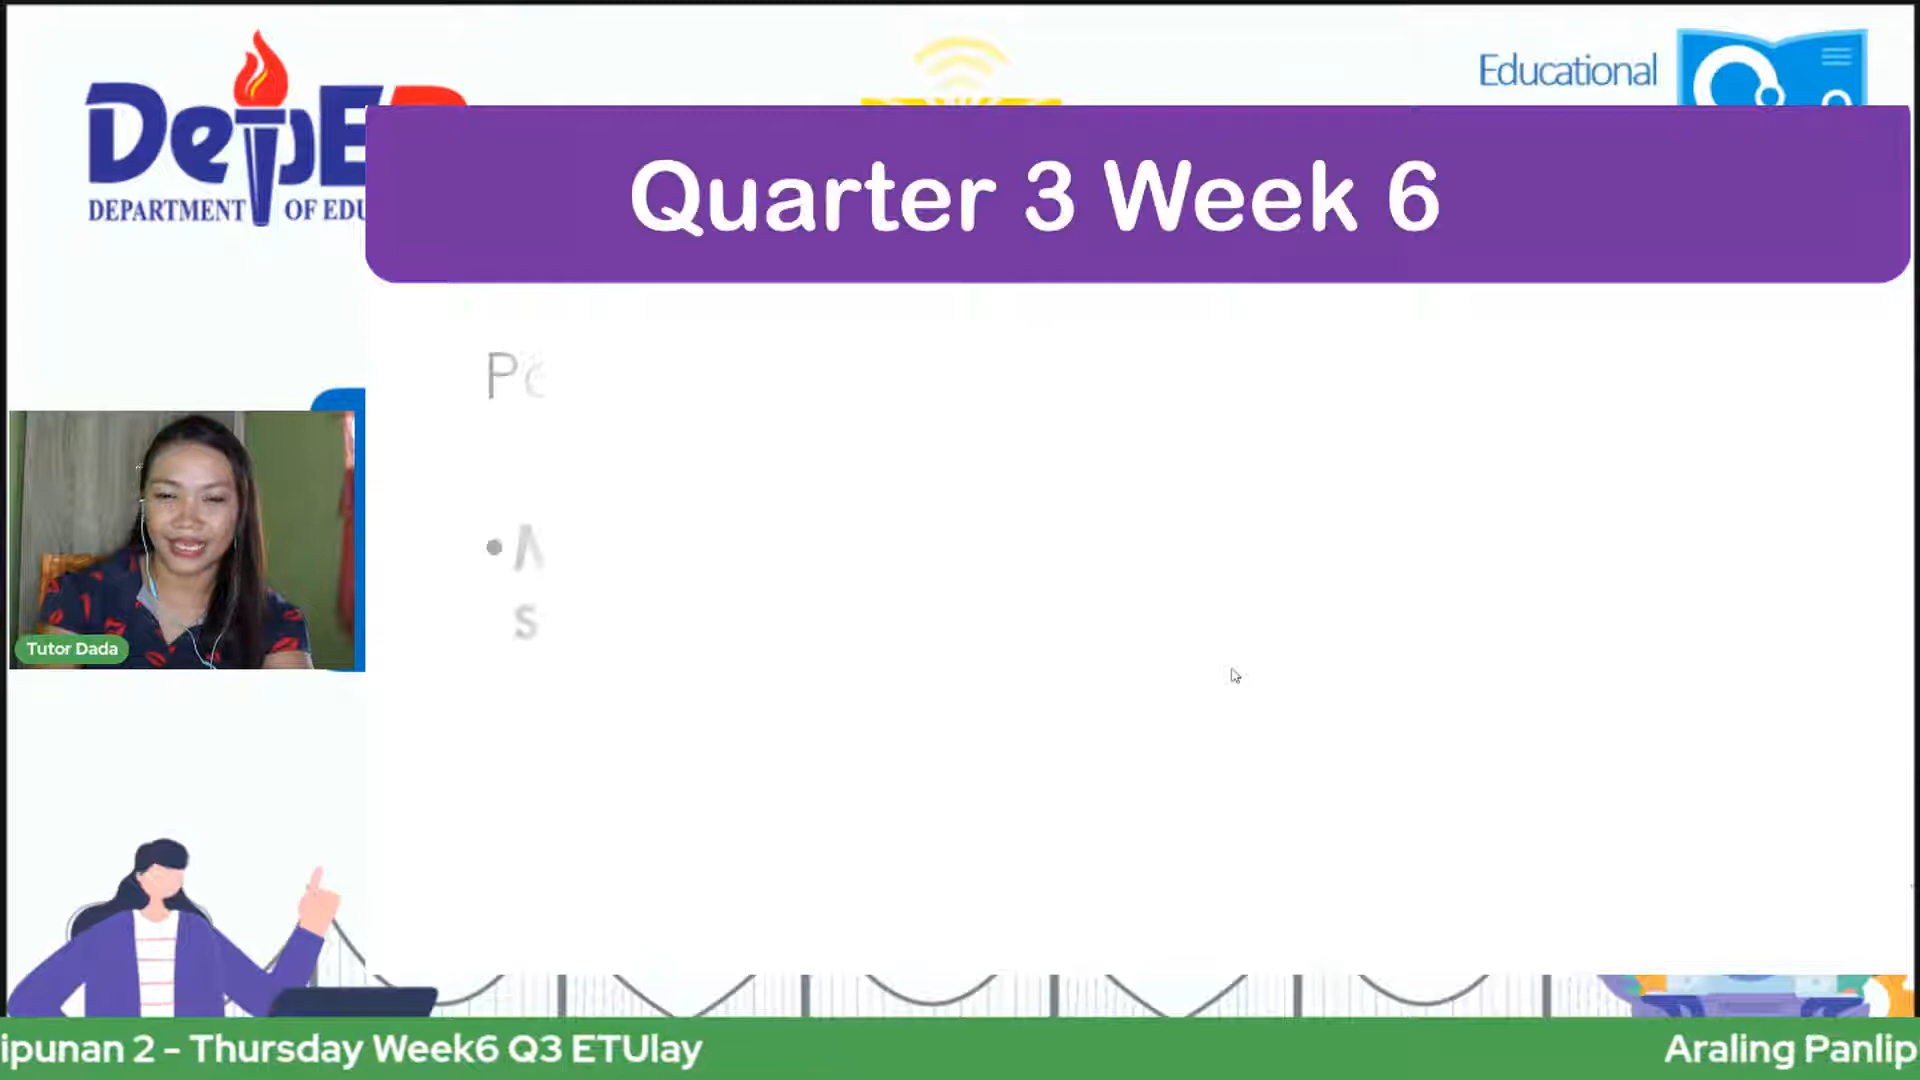 DepED
DEPARTMENT OF EDU
Educational
Quarter 3 Week 6
Tutor Dada
ipunan 2 - Thursday Week6 Q3 ETUlay
Araling Panlip